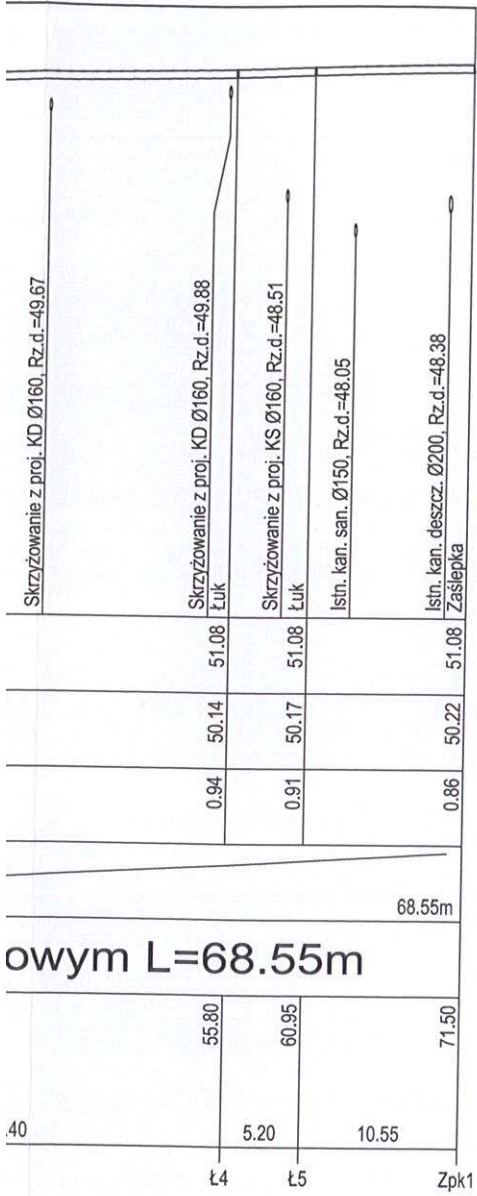 Skrzyżowanie z proj. KD Ø160, Rz.d.=49.67
Skrzyżowanie z proj. KD Ø160, Rz.d.=49.88
Łuk
Skrzyżowanie z proj. KS Ø160, Rz.d.=48.51
Łuk
Istn. kan. san. Ø150, Rz.d.=48.05
Istn. kan. deszcz. Ø200, Rz.d.=48.38
Zaślepka
51.08 51.08 51.08
50.14 50.17 50.22
0.94 0.91 0.86
68.55m
owym L=68.55m
55.80 60.95 71.50
.40 5.20 10.55
Ł4 Ł5 Zpk1